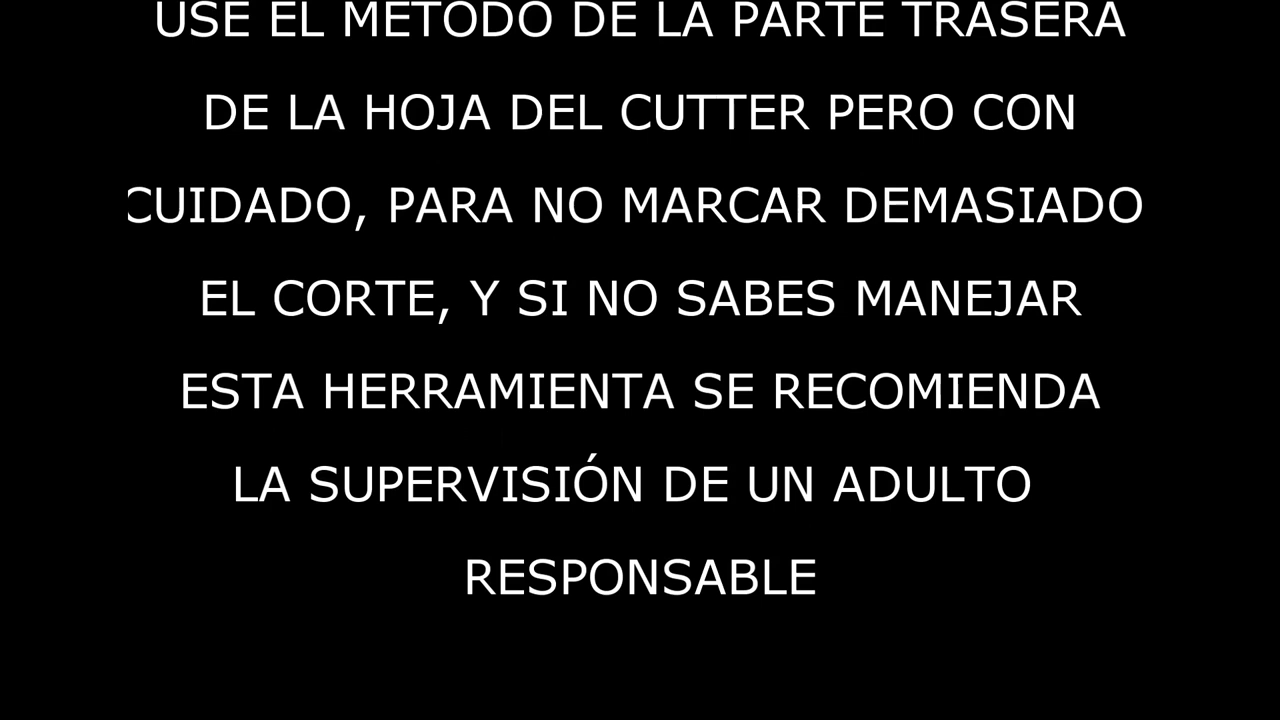 USE EL METODO DE LA PARTE TRASERA
DE LA HOJA DEL CUTTER PERO CON
CUIDADO, PARA NO MARCAR DEMASIADO
EL CORTE, Y SI NO SABES MANEJAR
ESTA HERRAMIENTA SE RECOMIENDA
LA SUPERVISIÓN DE UN ADULTO
RESPONSABLE